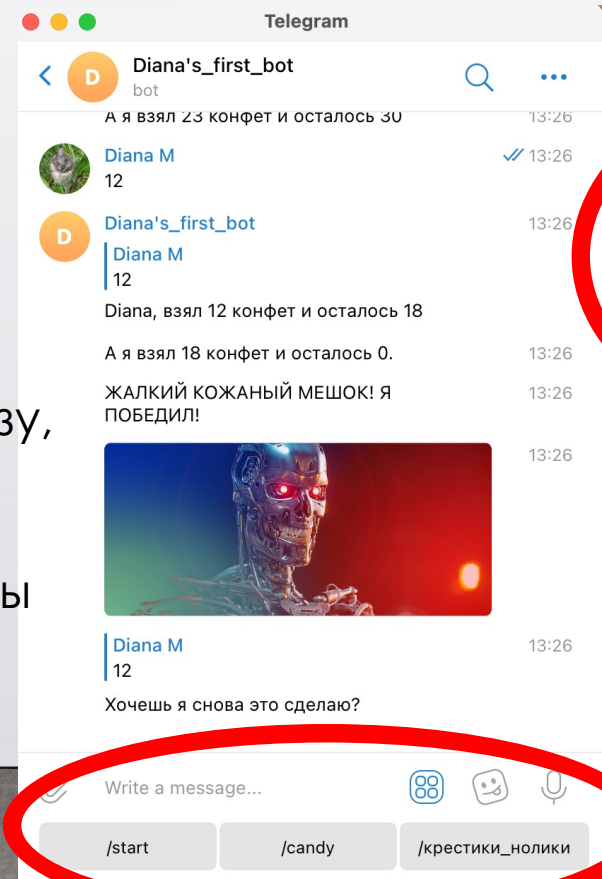 Telegram
Diana's_first_bot
bot
А я взял 23 конфет и осталось 30 13:26
Diana M 13:26
12
Diana's_first_bot 13:26
Diana M
12
Diana, взял 12 конфет и осталось 18
А я взял 18 конфет и осталось 0. 13:26
ЖАЛКИЙ КОЖАНЫЙ МЕШОК! Я 13:26
ПОБЕДИЛ!
зу,
13:26
ы
Diana M 13:26
12
Хочешь я снова это сделаю?
Write a message...
/start /candy /крестики_нолики
D
D